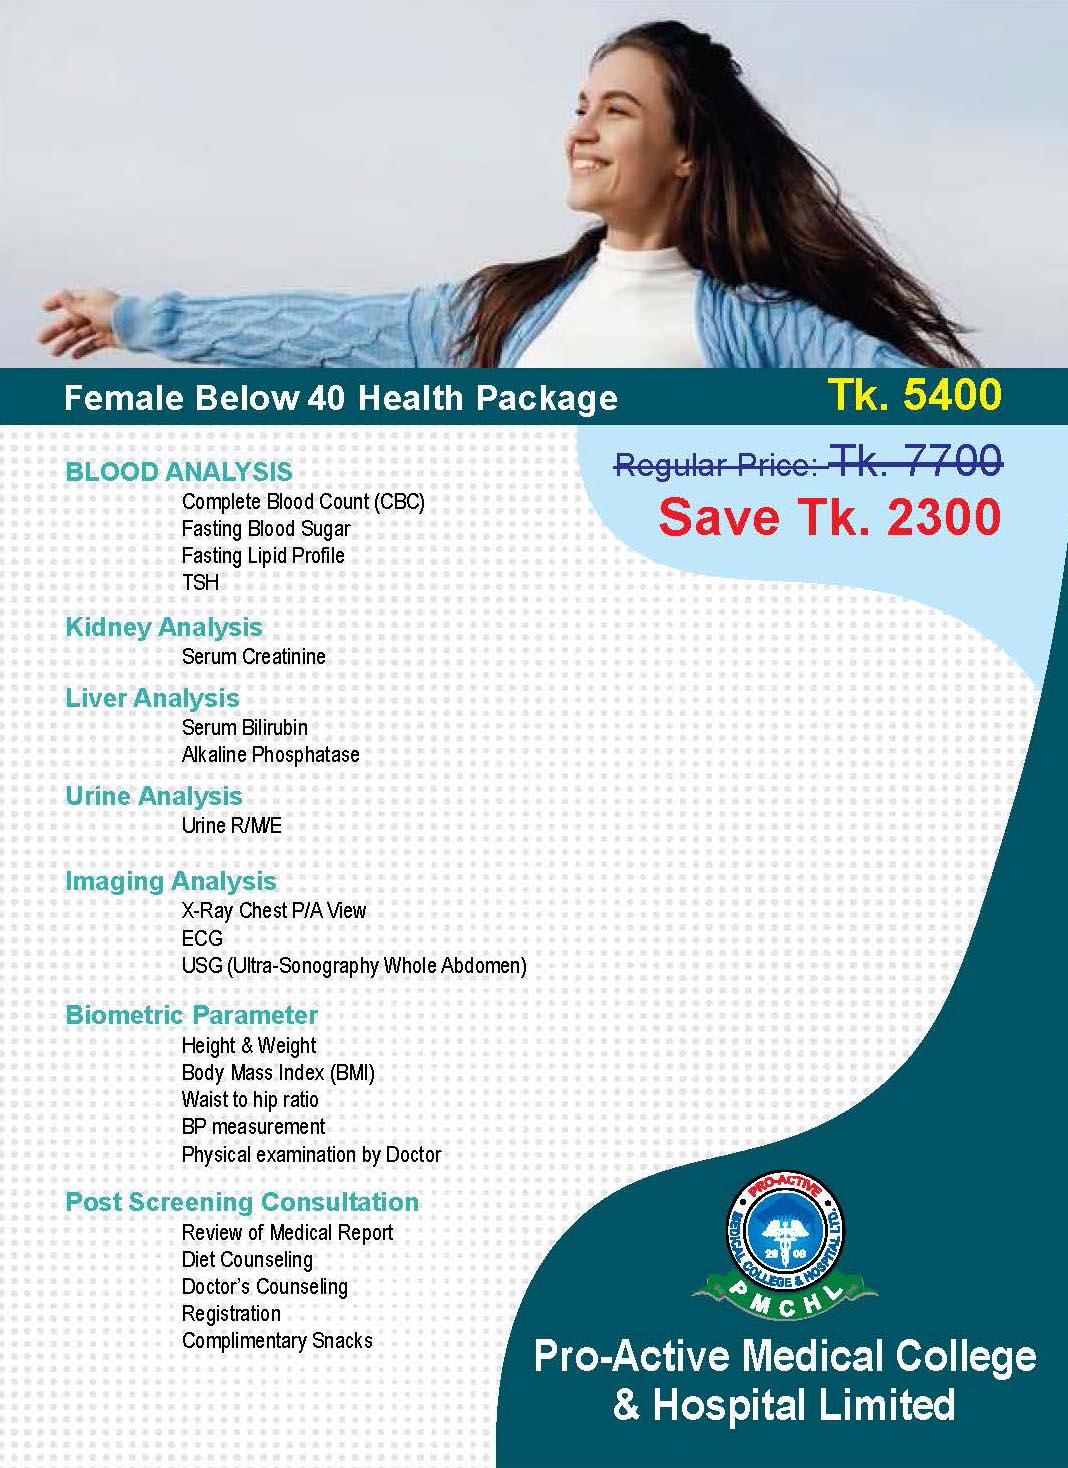 Female Below 40 Health Package
Tk. 5400
Regular Price: Tk. 7700
Save Tk. 2300
BLOOD ANALYSIS
Complete Blood Count (CBC)
Fasting Blood Sugar
Fasting Lipid Profile
TSH
Kidney Analysis
Serum Creatinine
Liver Analysis
Serum Bilirubin
Alkaline Phosphatase
Urine Analysis
Urine R/M/E
Imaging Analysis
X-Ray Chest P/A View
ECG
USG (Ultra-Sonography Whole Abdomen)
Biometric Parameter
Height & Weight
Body Mass Index (BMI)
Waist to hip ratio
BP measurement
Physical examination by Doctor
Post Screening Consultation
Review of Medical Report
Diet Counseling
Doctor's Counseling
Registration
Complimentary Snacks
PRO-ACTIVE
MEDICAL COLLEGE & HOSPITAL LTD.
PMCHL
Pro-Active Medical College
& Hospital Limited